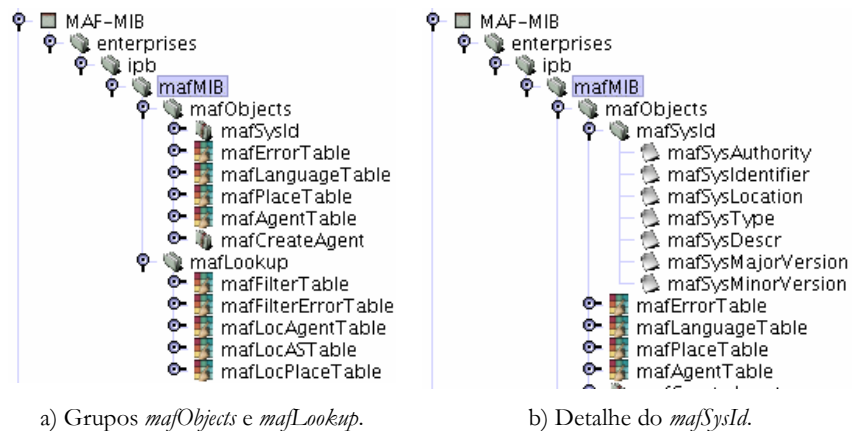 MAF-MIB
enterprises
ipb
mafMIB
mafObjects
mafSysId
mafErrorTable
mafLanguageTable
mafPlaceTable
mafAgentTable
mafCreateAgent
mafLookup
mafFilterTable
mafFilterErrorTable
mafLocAgentTable
mafLocASTable
mafLocPlaceTable
a) Grupos mafObjects e mafLookup.
MAF-MIB
enterprises
ipb
mafMIB
mafObjects
mafSysId
mafSysAuthority
mafSysIdentifier
mafSysLocation
mafSysType
mafSysDescr
mafSysMajorVersion
mafSysMinorVersion
mafErrorTable
mafLanguageTable
mafPlaceTable
mafAgentTable
b) Detalhe do mafSysId.